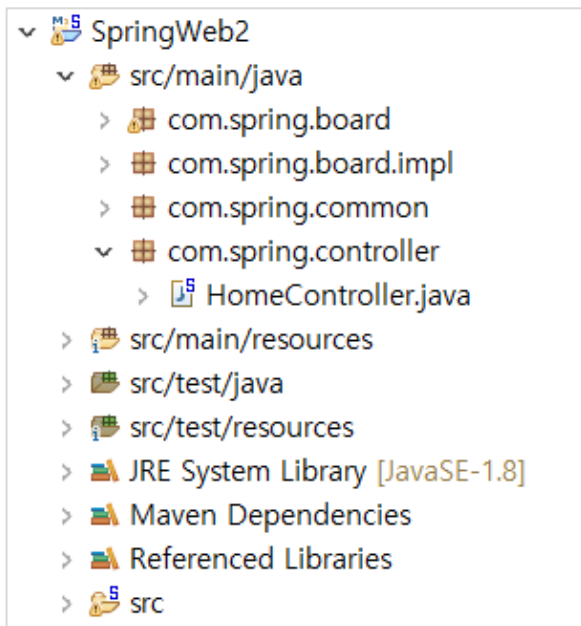 SpringWeb2
src/main/java
com.spring.board
com.spring.board.impl
com.spring.common
com.spring.controller
HomeController.java
src/main/resources
src/test/java
src/test/resources
JRE System Library [JavaSE-1.8]
Maven Dependencies
Referenced Libraries
src